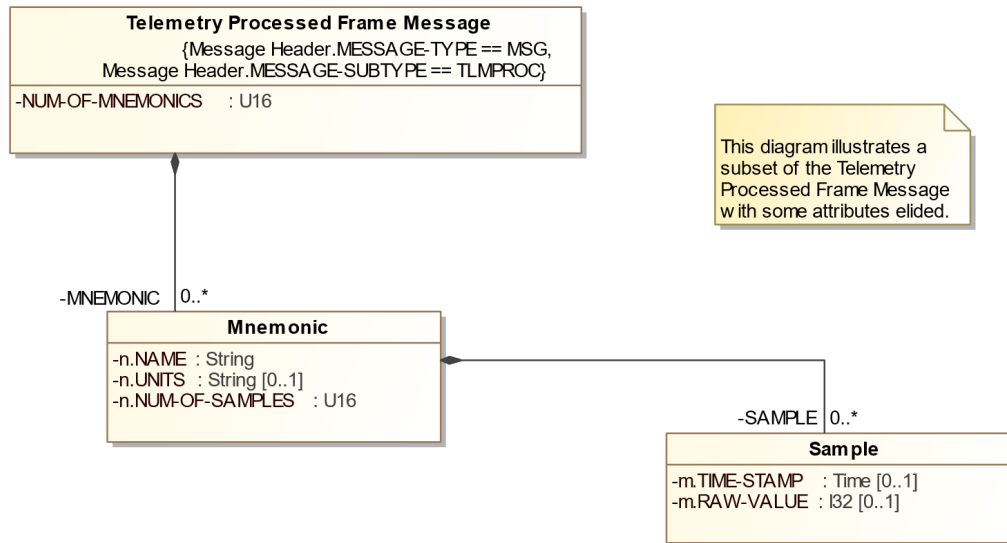 Telemetry Processed Frame Message
{Message Header.MESSAGE-TYPE == MSG,
Message Header.MESSAGE-SUBTYPE == TLMPROC}
-NUM-OF-MNEMONICS : U16
This diagram illustrates a
subset of the Telemetry
Processed Frame Message
with some attributes elided.
-MNEMONIC 0..*
Mnemonic
-n.NAME : String
-n.UNITS : String [0..1]
-n.NUM-OF-SAMPLES : U16
-SAMPLE 0..*
Sample
-m.TIME-STAMP : Time [0..1]
-m.RAW-VALUE : I32 [0..1]